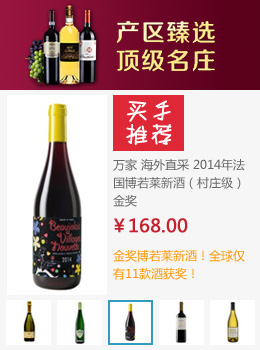 产区臻选
顶级名庄
买手
推荐
万家 海外直采 2014年法
国博若莱新酒（村庄级）
金奖
￥168.00
金奖博若莱新酒！全球仅
有11款酒获奖！
Beaujolais
Villages
Nouveau
2014